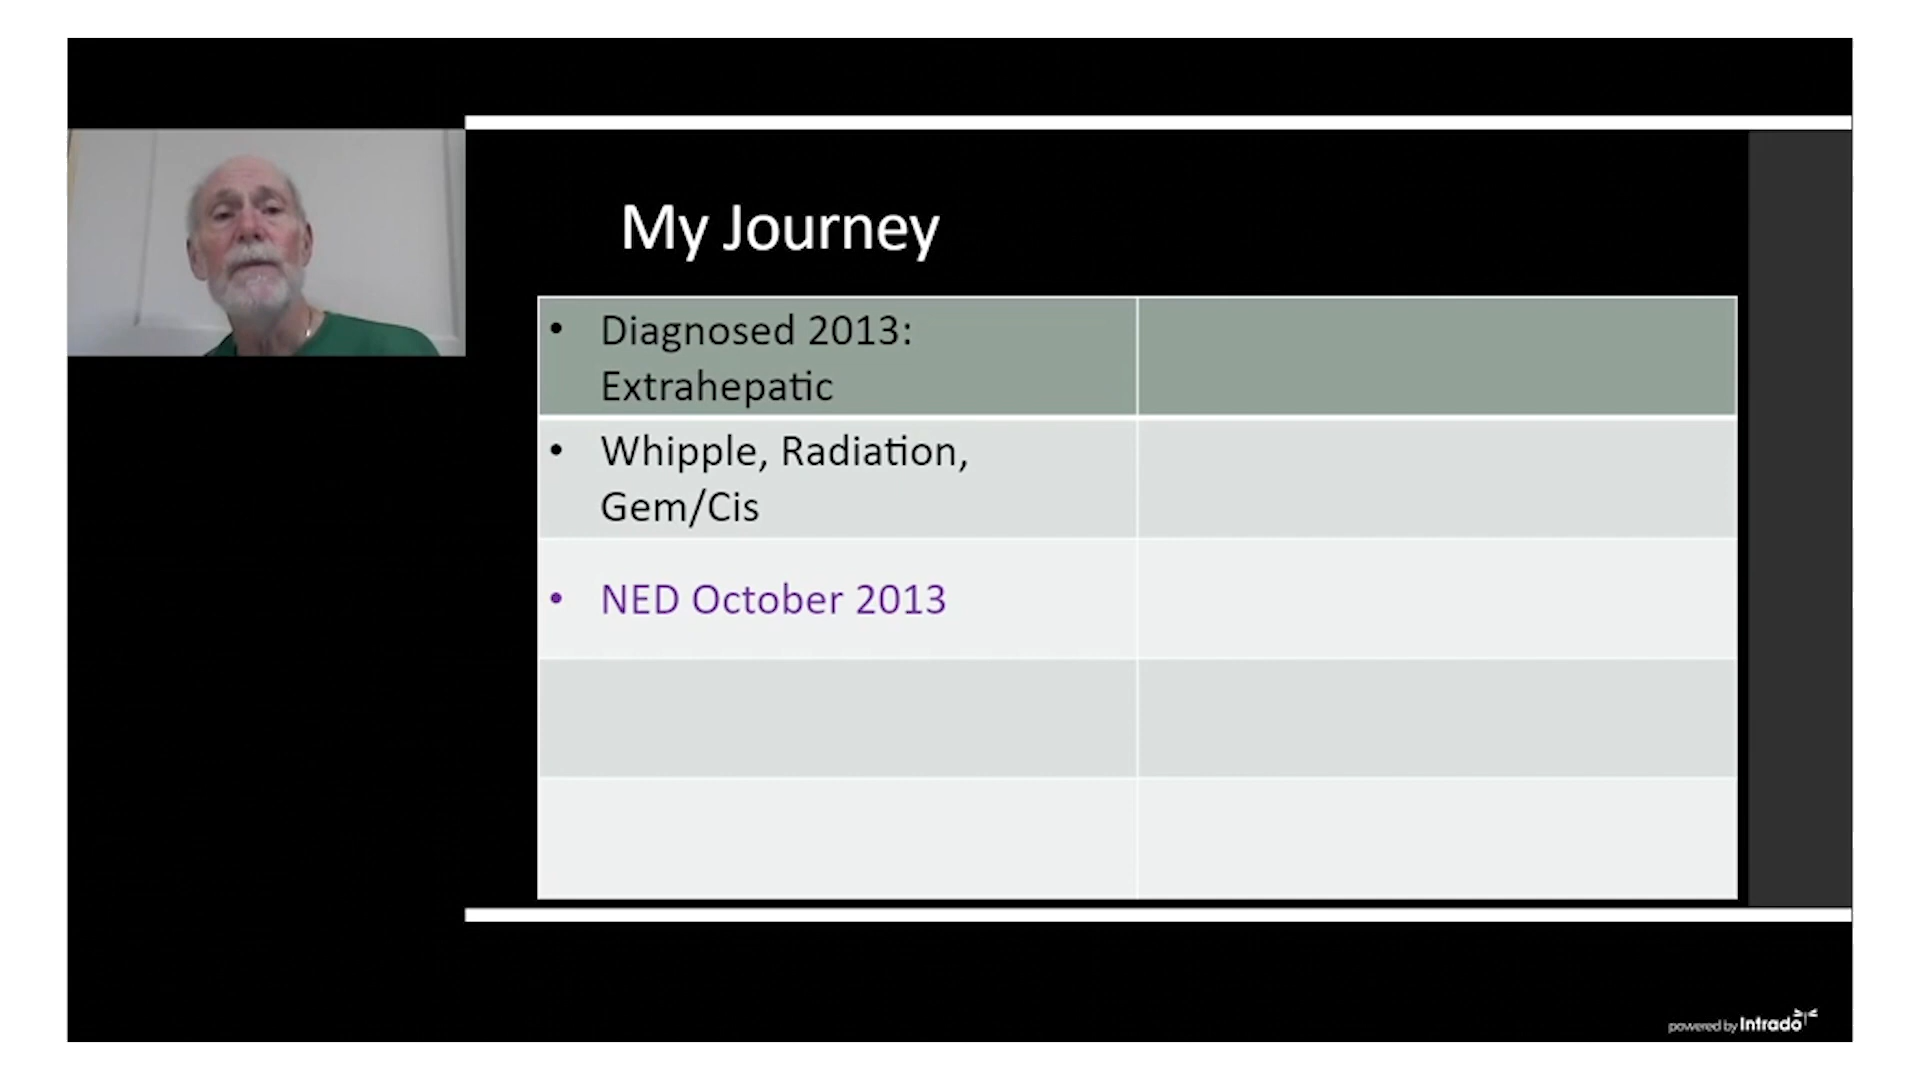 My Journey
• Diagnosed 2013:
Extrahepatic
• Whipple, Radiation,
Gem/Cis
• NED October 2013
powered by Intrado